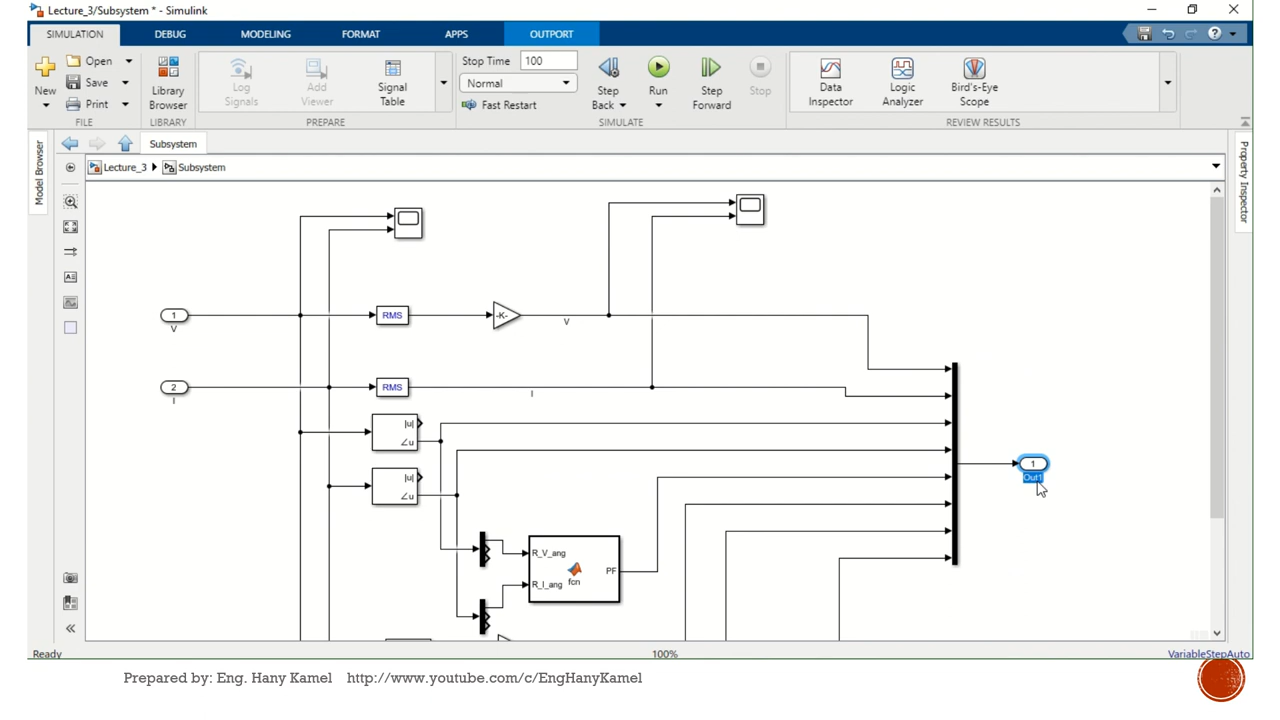 Lecture_3/Subsystem * - Simulink
SIMULATION DEBUG MODELING FORMAT APPS OUTPORT
New
Open
Save
Print
FILE
Library Browser
LIBRARY
Log Signals
Add Viewer
Signal Table
PREPARE
Stop Time 100
Normal
Fast Restart
Step Back
Run
Step Forward
Stop
SIMULATE
Data Inspector
Logic Analyzer
Bird's-Eye Scope
REVIEW RESULTS
Model Browser
Subsystem
Lecture_3 Subsystem
Property Inspector
1
V
RMS
-K-
V
2
I
RMS
I
|u|
∠u
|u|
∠u
R_V_ang
R_I_ang
fcn
PF
1
Out1
Ready
100%
VariableStepAuto
Prepared by: Eng. Hany Kamel http://www.youtube.com/c/EngHanyKamel